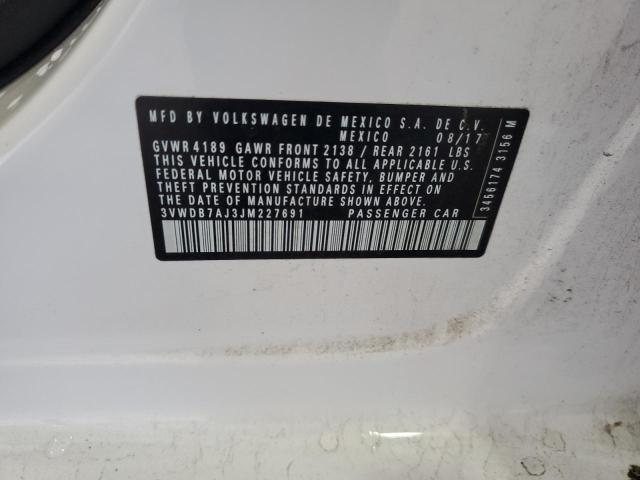 MFD BY VOLKSWAGEN DE MEXICO S.A. DE C.V.
MEXICO 08/17
GVWR 4189 GAWR FRONT 2138 / REAR 2161 LBS
THIS VEHICLE CONFORMS TO ALL APPLICABLE U.S.
FEDERAL MOTOR VEHICLE SAFETY, BUMPER AND
THEFT PREVENTION STANDARDS IN EFFECT ON
THE DATE OF MANUFACTURE SHOWN ABOVE.
3VWDB7AJ3JM227691 PASSENGER CAR
3456174 3156 M